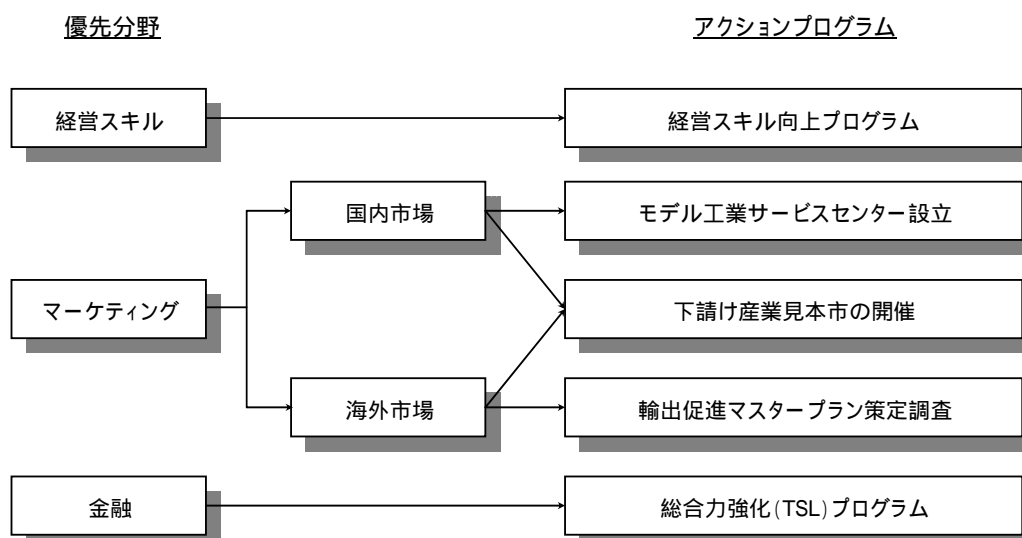 優先分野
アクションプログラム
経営スキル
経営スキル向上プログラム
国内市場
モデル工業サービスセンター設立
マーケティング
下請け産業見本市の開催
海外市場
輸出促進マスタープラン策定調査
金融
総合力強化(TSL)プログラム